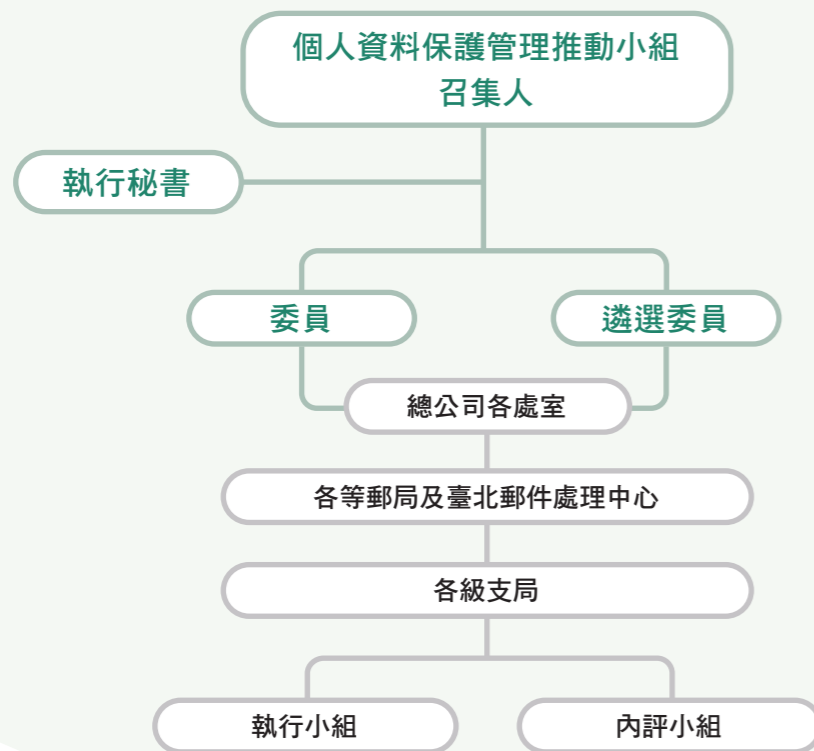 個人資料保護管理推動小組
召集人
執行秘書
委員
遴選委員
總公司各處室
各等郵局及臺北郵件處理中心
各級支局
執行小組
內評小組